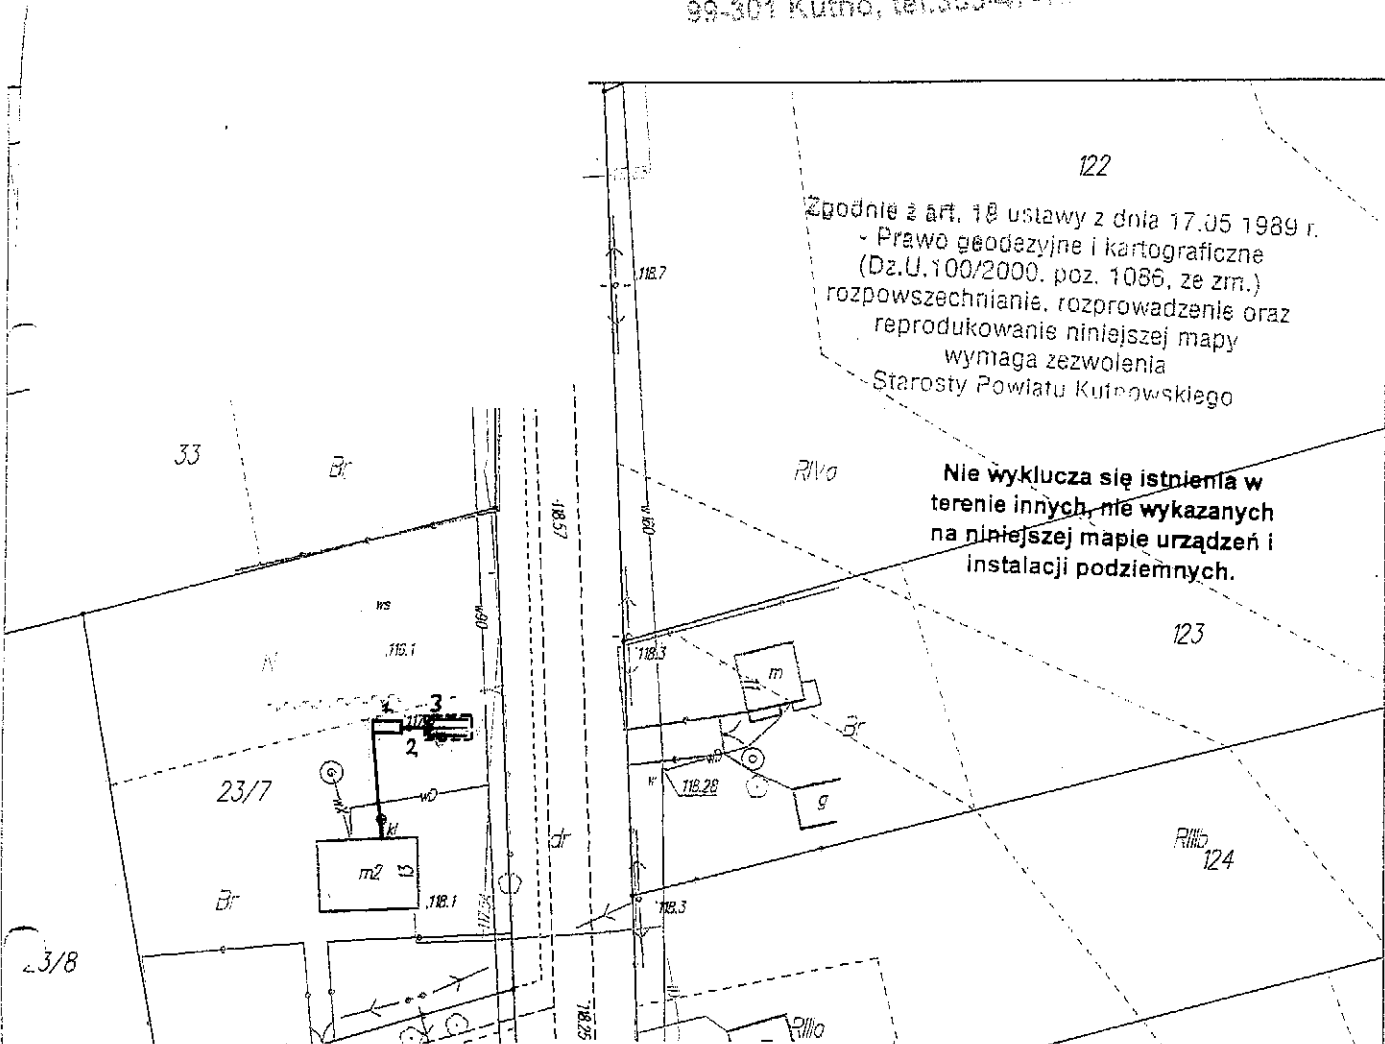 99-301 Kutno,
122
Zgodnie z art. 18 ustawy z dnia 17.05 1989 r.
- Prawo geodezyjne i kartograficzne
(Dz.U.100/2000. poz. 1086, ze zm.)
rozpowszechnianie, rozprowadzenie oraz
reprodukowanie niniejszej mapy
wymaga zezwolenia
Starosty Powiatu Kutnowskiego
118.7
33
Br
RIVa
Nie wyklucza się istnienia w
terenie innych, nie wykazanych
na niniejszej mapie urządzeń i
instalacji podziemnych.
118.57
w160
w90
ws
116.1
N
123
118.3
m
Br
1
3
2
23/7
wD
kl
118.28
w
g
dr
RIIIb
124
m2
Br
118.1
118.3
23/8
118.25
RIIIa